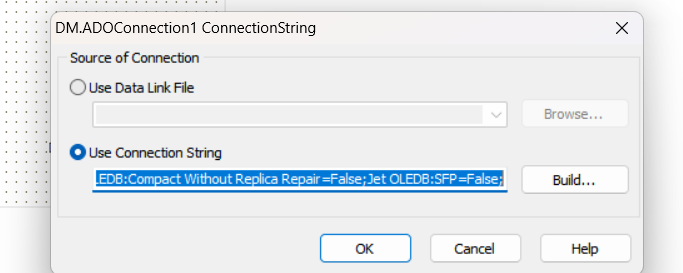 DM.ADOConnection1 ConnectionString
Source of Connection
Use Data Link File
Browse...
Use Connection String
.EDB:Compact Without Replica Repair=False;Jet OLEDB:SFP=False;
Build...
OK
Cancel
Help